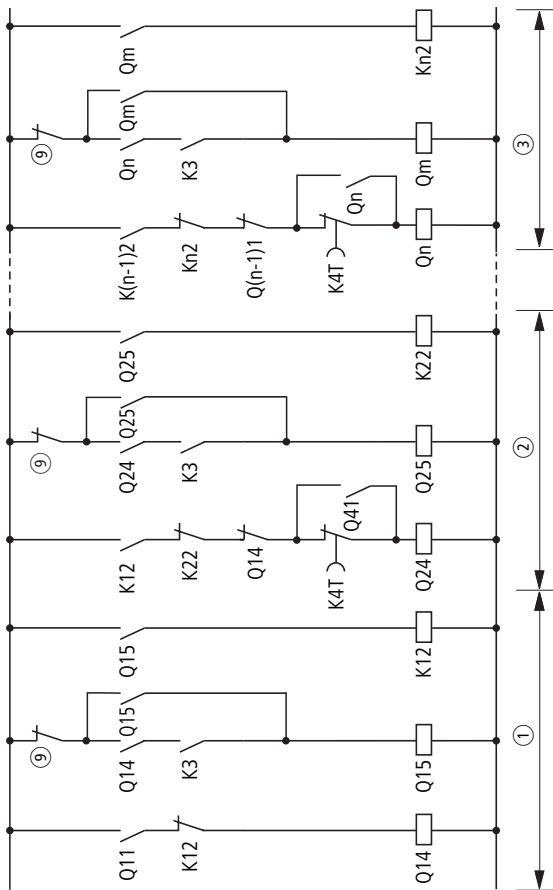 Qm
Kn2
⑨
Qm
Qn
K3
Qm
③
K(n-1)2
Kn2
Q(n-1)1
K4T
Qn
Qn
Q25
K22
⑨
Q25
Q24
K3
Q25
②
K12
K22
Q14
K4T
Q41
Q24
Q15
K12
⑨
Q15
Q14
K3
Q15
①
Q11
K12
Q14